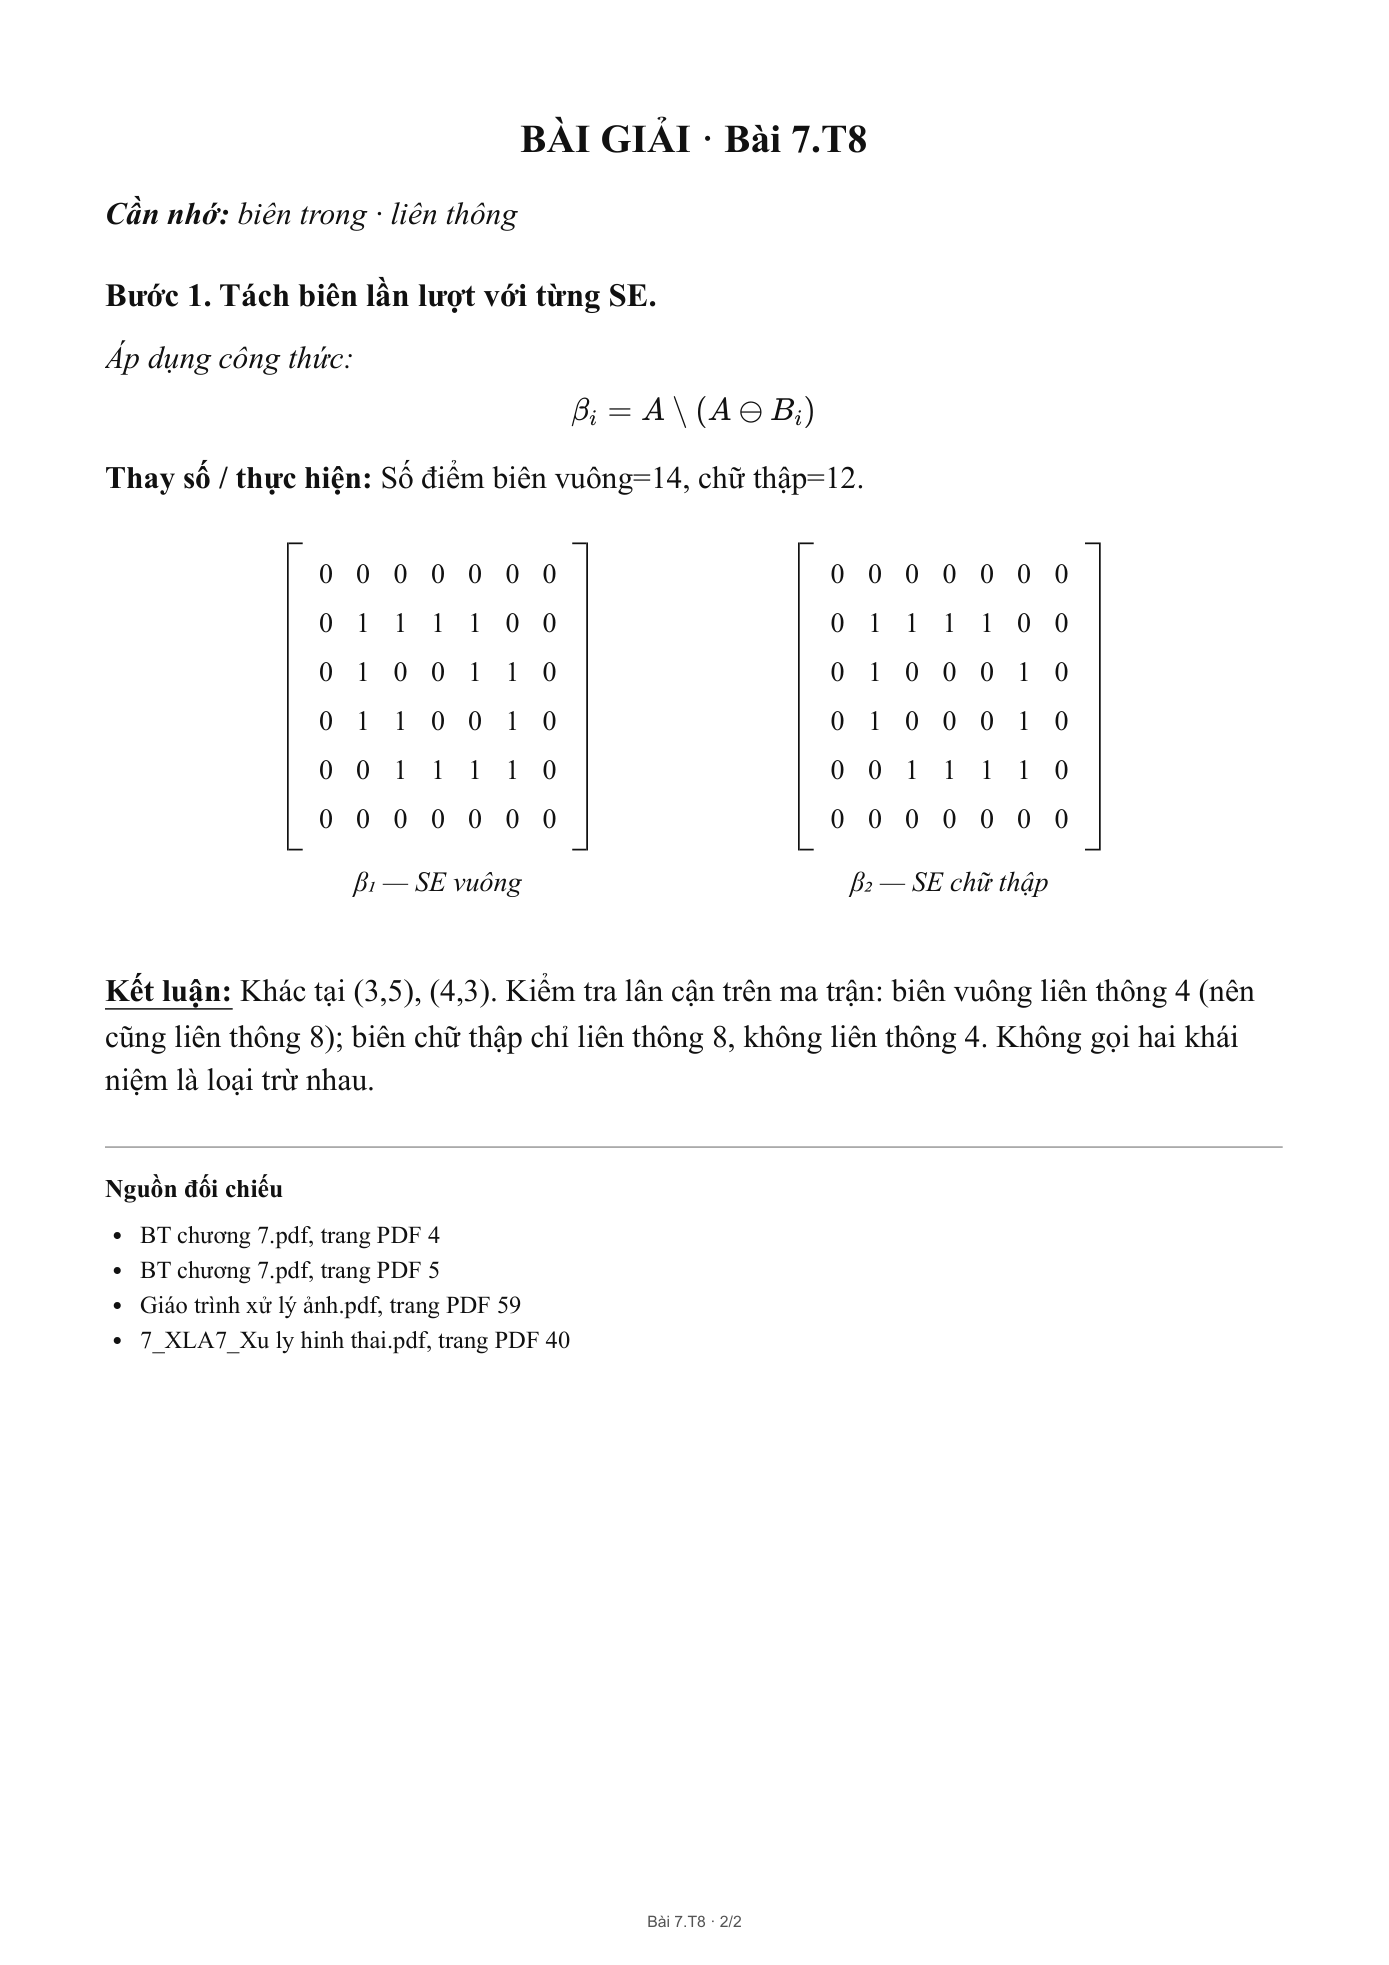 BÀI GIẢI · Bài 7.T8
Cần nhớ: biên trong · liên thông
Bước 1. Tách biên lần lượt với từng SE.
Áp dụng công thức:
βᵢ = A \ (A ⊖ Bᵢ)
Thay số / thực hiện: Số điểm biên vuông=14, chữ thập=12.
0 0 0 0 0 0 0
0 1 1 1 1 0 0
0 1 0 0 1 1 0
0 1 1 0 0 1 0
0 0 1 1 1 1 0
0 0 0 0 0 0 0
β₁ — SE vuông
0 0 0 0 0 0 0
0 1 1 1 1 0 0
0 1 0 0 0 1 0
0 1 0 0 0 1 0
0 0 1 1 1 1 0
0 0 0 0 0 0 0
β₂ — SE chữ thập
Kết luận: Khác tại (3,5), (4,3). Kiểm tra lân cận trên ma trận: biên vuông liên thông 4 (nên
cũng liên thông 8); biên chữ thập chỉ liên thông 8, không liên thông 4. Không gọi hai khái
niệm là loại trừ nhau.
Nguồn đối chiếu
• BT chương 7.pdf, trang PDF 4
• BT chương 7.pdf, trang PDF 5
• Giáo trình xử lý ảnh.pdf, trang PDF 59
• 7_XLA7_Xu ly hinh thai.pdf, trang PDF 40
Bài 7.T8 · 2/2